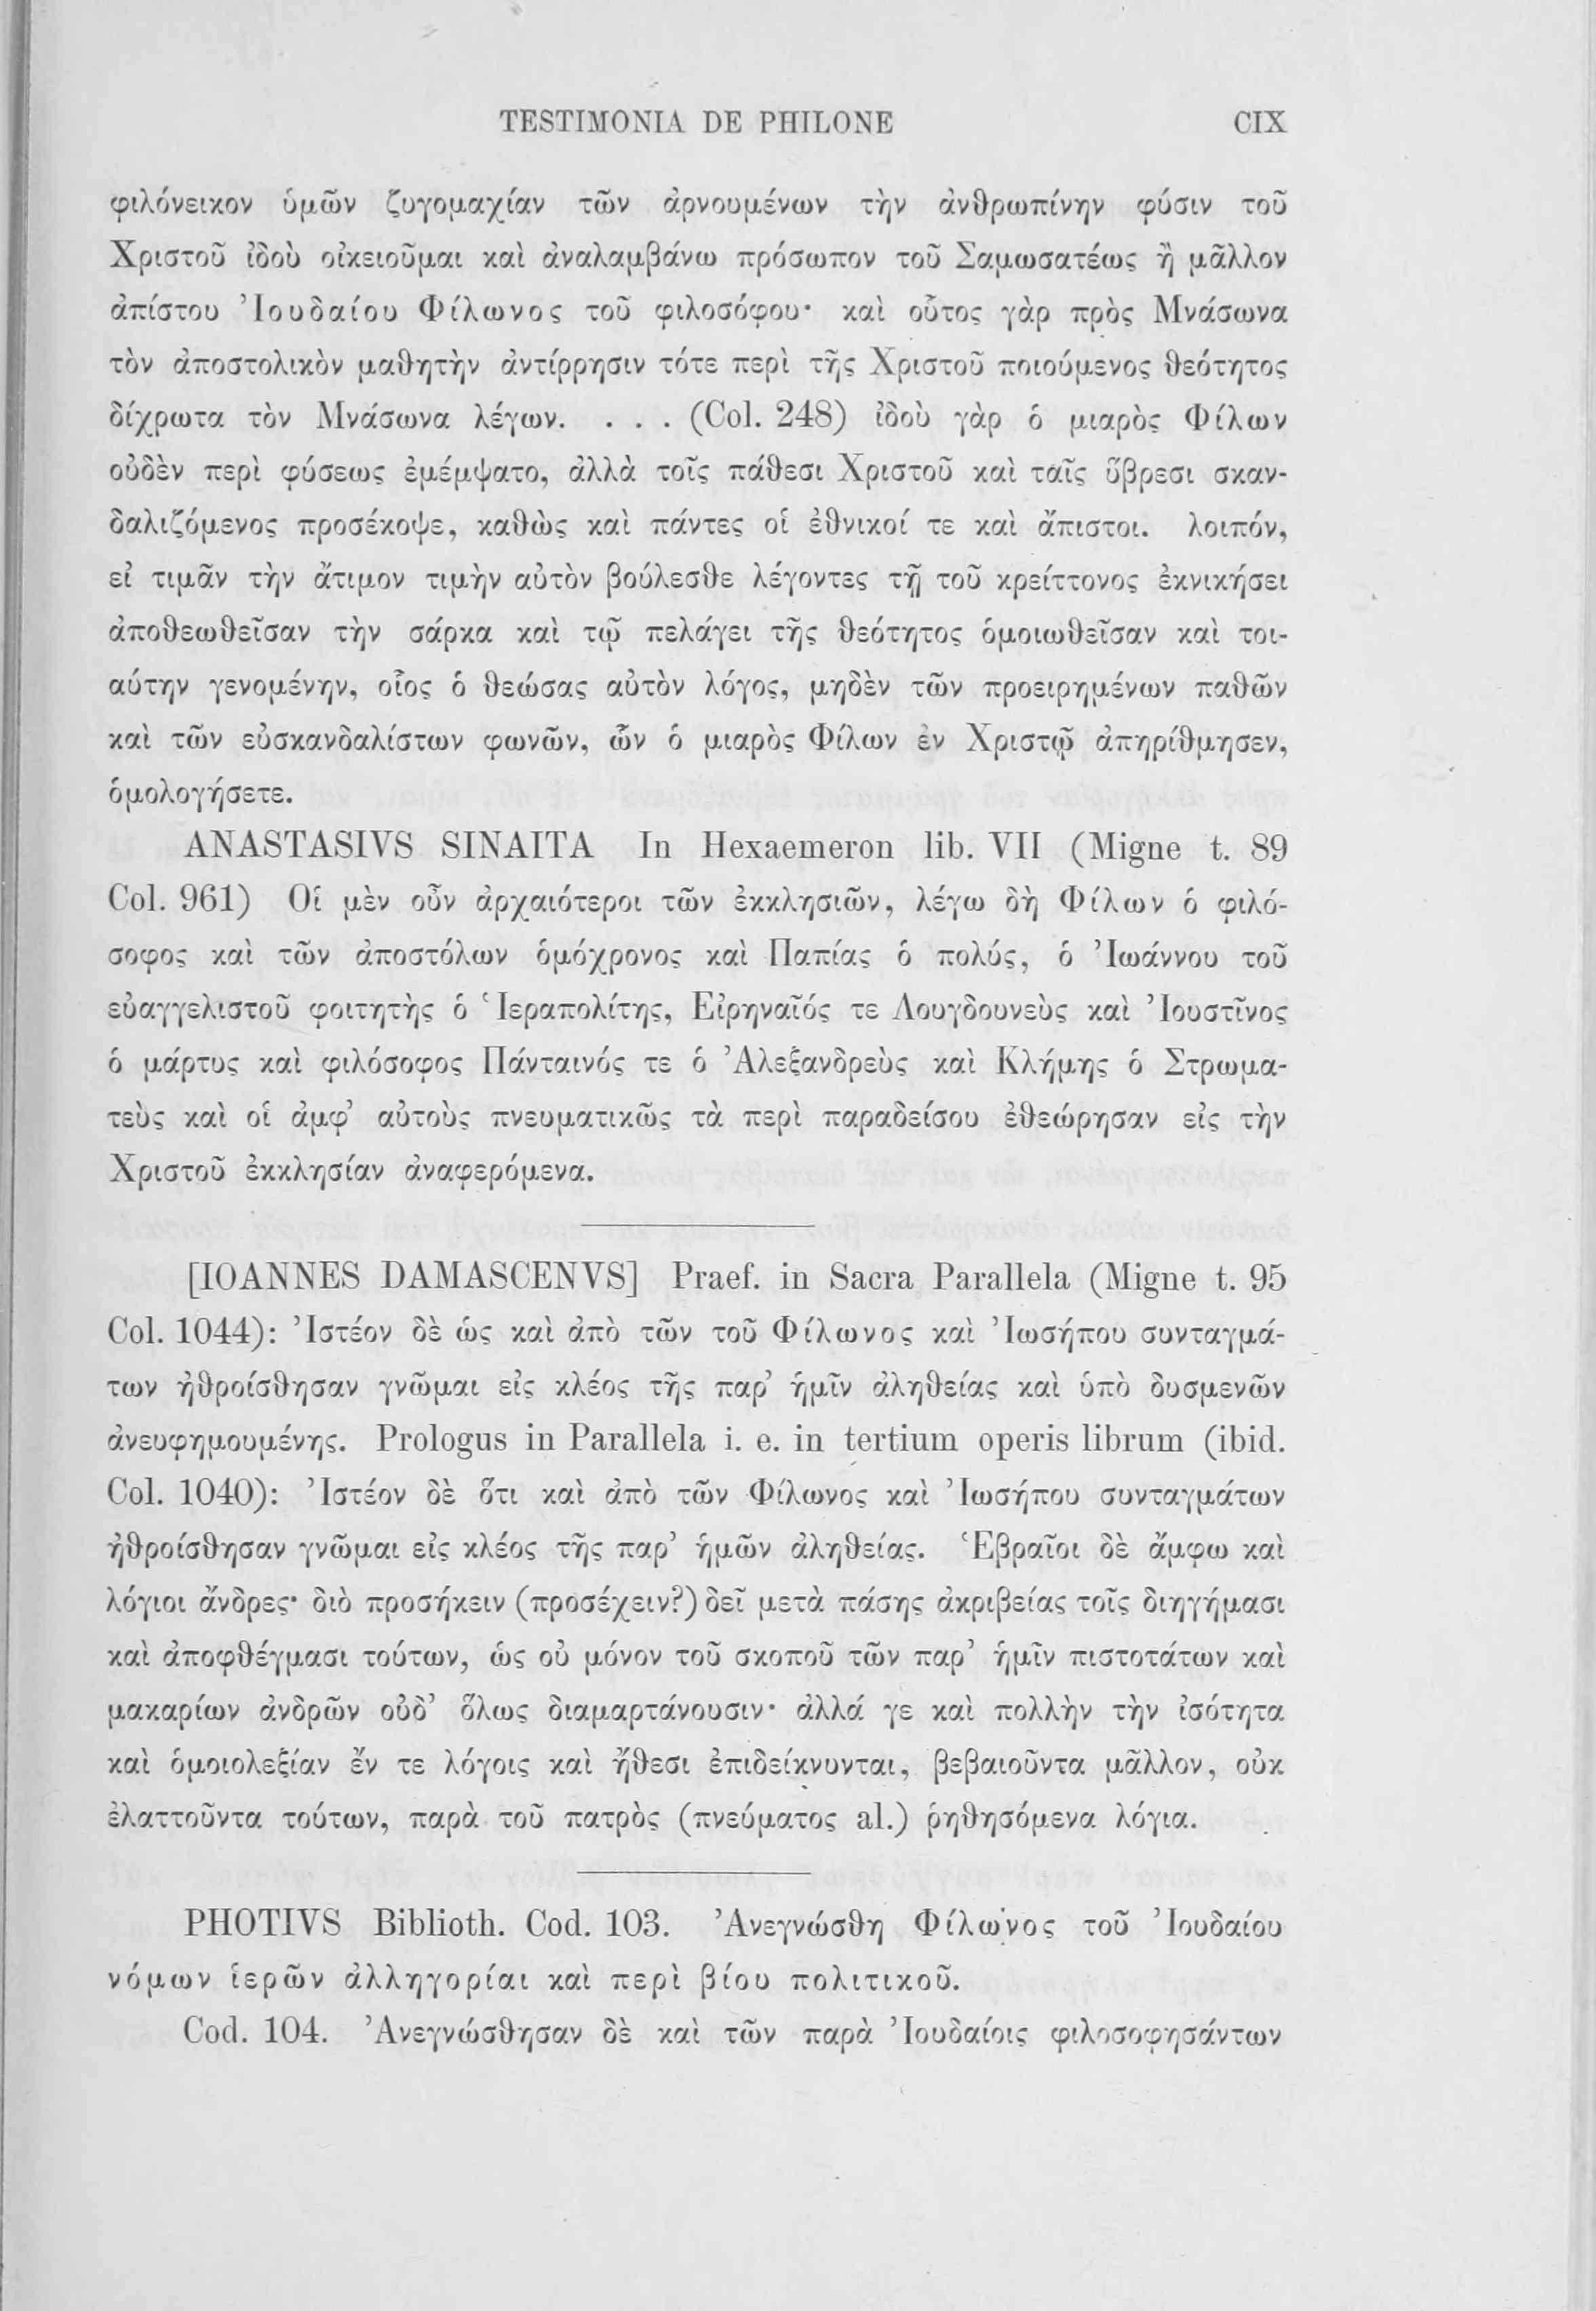 TESTIMONIA DE PHILONE CIX
φιλόνεικον ὑμῶν ζυγομαχίαν τῶν ἀρνουμένων τὴν ἀνθρωπίνην φύσιν τοῦ
Χριστοῦ ἰδοὺ οἰκειοῦμαι καὶ ἀναλαμβάνω πρόσωπον τοῦ Σαμωσατέως ἢ μᾶλλον
ἀπίστου Ἰουδαίου Φίλωνος τοῦ φιλοσόφου· καὶ οὗτος γὰρ πρὸς Μνάσωνα
τὸν ἀποστολικὸν μαθητὴν ἀντίρρησιν τότε περὶ τῆς Χριστοῦ ποιούμενος θεότητος
δίχρωτα τὸν Μνάσωνα λέγων. . . . (Col. 248) ἰδοὺ γὰρ ὁ μιαρὸς Φίλων
οὐδὲν περὶ φύσεως ἐμέμψατο, ἀλλὰ τοῖς πάθεσι Χριστοῦ καὶ ταῖς ὕβρεσι σκαν-
δαλιζόμενος προσέκοψε, καθὼς καὶ πάντες οἱ ἐθνικοί τε καὶ ἄπιστοι. λοιπόν,
εἰ τιμᾶν τὴν ἄτιμον τιμὴν αὐτὸν βούλεσθε λέγοντες τῇ τοῦ κρείττονος ἐκνικήσει
ἀποθεωθεῖσαν τὴν σάρκα καὶ τῷ πελάγει τῆς θεότητος ὁμοιωθεῖσαν καὶ τοι-
αύτην γενομένην, οἷος ὁ θεώσας αὐτὸν λόγος, μηδὲν τῶν προειρημένων παθῶν
καὶ τῶν εὐσκανδαλίστων φωνῶν, ὧν ὁ μιαρὸς Φίλων ἐν Χριστῷ ἀπηρίθμησεν,
ὁμολογήσετε.
ANASTASIVS SINAITA In Hexaemeron lib. VII (Migne t. 89
Col. 961) Οἱ μὲν οὖν ἀρχαιότεροι τῶν ἐκκλησιῶν, λέγω δὴ Φίλων ὁ φιλό-
σοφος καὶ τῶν ἀποστόλων ὁμόχρονος καὶ Παπίας ὁ πολύς, ὁ Ἰωάννου τοῦ
εὐαγγελιστοῦ φοιτητὴς ὁ Ἱεραπολίτης, Εἰρηναῖός τε Λουγδουνεὺς καὶ Ἰουστῖνος
ὁ μάρτυς καὶ φιλόσοφος Πάνταινός τε ὁ Ἀλεξανδρεὺς καὶ Κλήμης ὁ Στρωμα-
τεὺς καὶ οἱ ἀμφ’ αὐτοὺς πνευματικῶς τὰ περὶ παραδείσου ἐθεώρησαν εἰς τὴν
Χριστοῦ ἐκκλησίαν ἀναφερόμενα.
[IOANNES DAMASCENVS] Praef. in Sacra Parallela (Migne t. 95
Col. 1044): Ἰστέον δὲ ὡς καὶ ἀπὸ τῶν τοῦ Φίλωνος καὶ Ἰωσήπου συνταγμά-
των ἠθροίσθησαν γνῶμαι εἰς κλέος τῆς παρ’ ἡμῖν ἀληθείας καὶ ὑπὸ δυσμενῶν
ἀνευφημουμένης. Prologus in Parallela i. e. in tertium operis librum (ibid.
Col. 1040): Ἰστέον δὲ ὅτι καὶ ἀπὸ τῶν Φίλωνος καὶ Ἰωσήπου συνταγμάτων
ἠθροίσθησαν γνῶμαι εἰς κλέος τῆς παρ’ ἡμῶν ἀληθείας. Ἑβραῖοι δὲ ἄμφω καὶ
λόγιοι ἄνδρες· διὸ προσήκειν (προσέχειν?) δεῖ μετὰ πάσης ἀκριβείας τοῖς διηγήμασι
καὶ ἀποφθέγμασι τούτων, ὡς οὐ μόνον τοῦ σκοποῦ τῶν παρ’ ἡμῖν πιστοτάτων καὶ
μακαρίων ἀνδρῶν οὐδ’ ὅλως διαμαρτάνουσιν· ἀλλά γε καὶ πολλὴν τὴν ἰσότητα
καὶ ὁμοιολεξίαν ἔν τε λόγοις καὶ ἤθεσι ἐπιδείκνυνται, βεβαιοῦντα μᾶλλον, οὐκ
ἐλαττοῦντα τούτων, παρὰ τοῦ πατρὸς (πνεύματος al.) ῥηθησόμενα λόγια.
PHOTIVS Biblioth. Cod. 103. Ἀνεγνώσθη Φίλωνος τοῦ Ἰουδαίου
νόμων ἱερῶν ἀλληγορίαι καὶ περὶ βίου πολιτικοῦ.
Cod. 104. Ἀνεγνώσθησαν δὲ καὶ τῶν παρὰ Ἰουδαίοις φιλοσοφησάντων